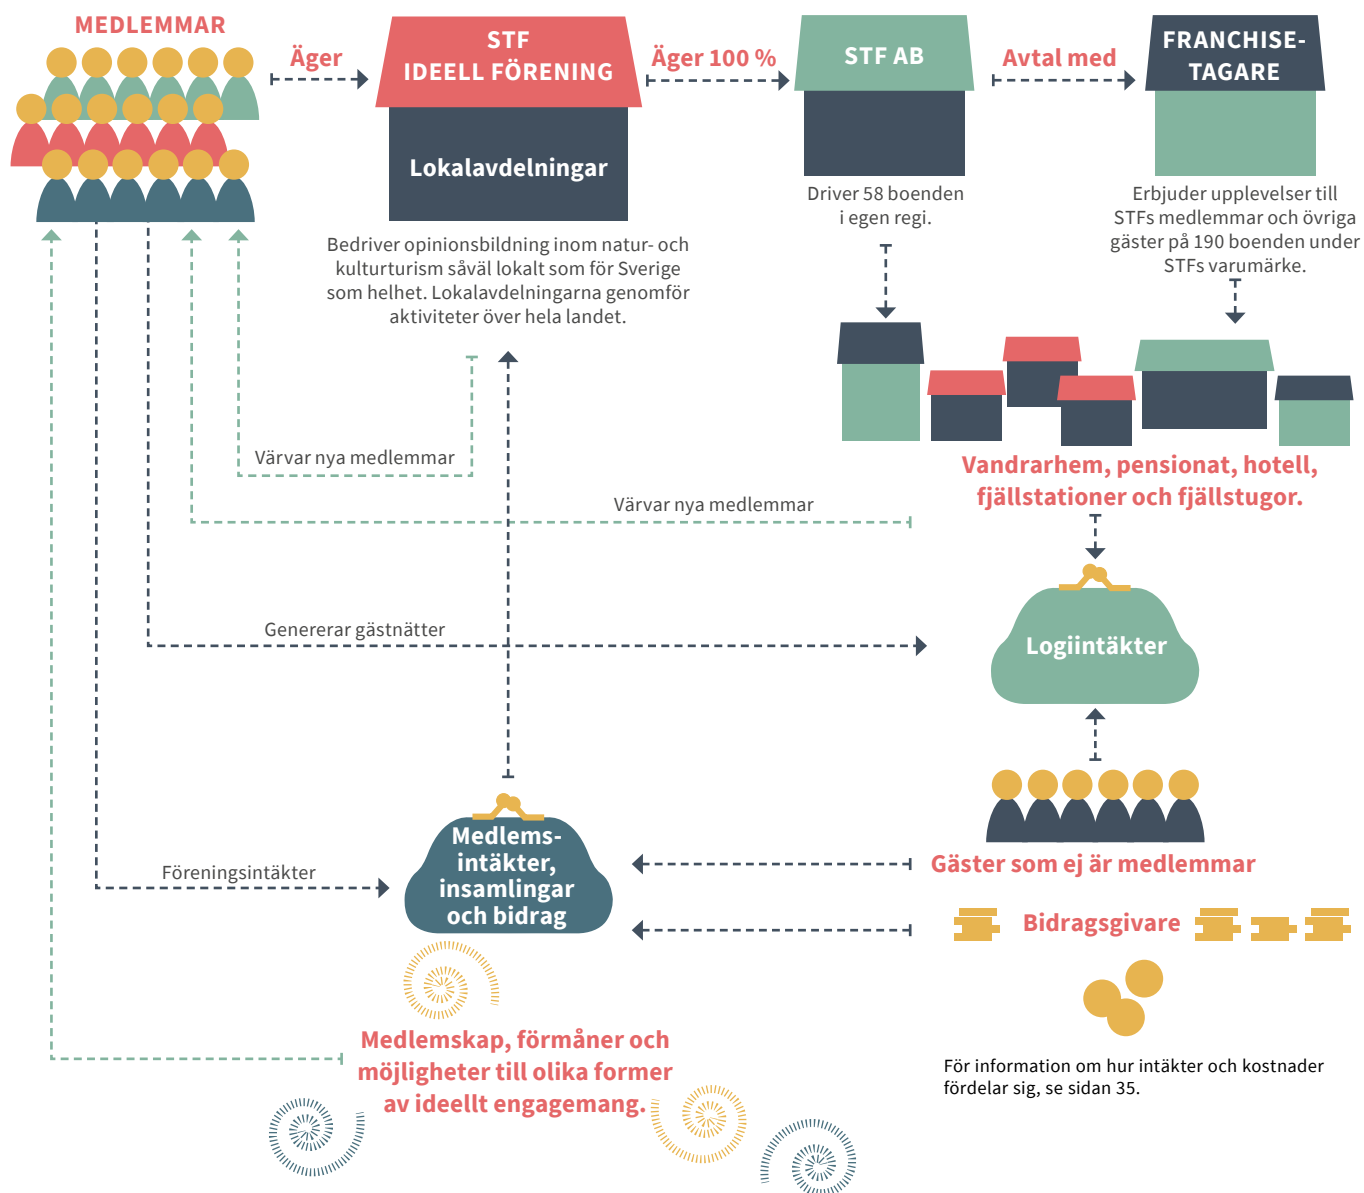 MEDLEMMAR
Äger
STF
IDEELL FÖRENING
Lokalavdelningar
Bedriver opinionsbildning inom natur- och
kulturturism såväl lokalt som för Sverige
som helhet. Lokalavdelningarna genomför
aktiviteter över hela landet.
Äger 100 %
STF AB
Driver 58 boenden
i egen regi.
Avtal med
FRANCHISE-
TAGARE
Erbjuder upplevelser till
STFs medlemmar och övriga
gäster på 190 boenden under
STFs varumärke.
Vandrarhem, pensionat, hotell,
fjällstationer och fjällstugor.
Värvar nya medlemmar
Värvar nya medlemmar
Genererar gästnätter
Logiintäkter
Gäster som ej är medlemmar
Föreningsintäkter
Medlems-
intäkter,
insamlingar
och bidrag
Bidragsgivare
Medlemskap, förmåner och
möjligheter till olika former
av ideellt engagemang.
För information om hur intäkter och kostnader
fördelar sig, se sidan 35.